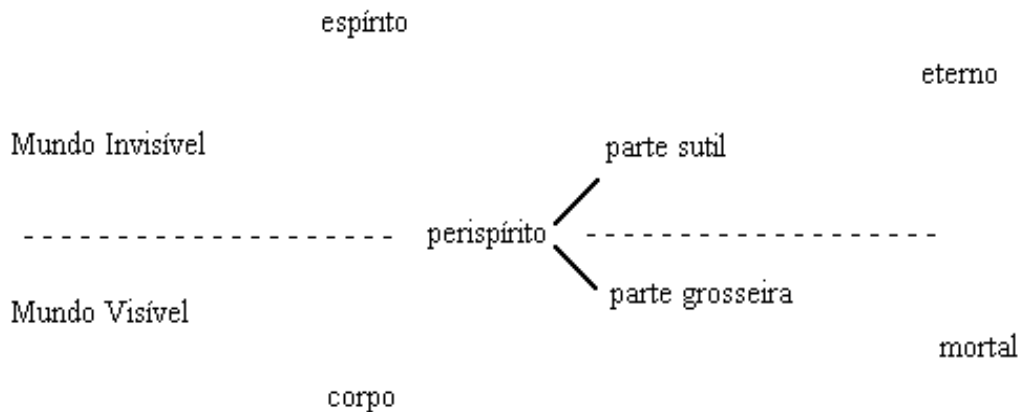 espírito
eterno
Mundo Invisível
parte sutil
- - - - - - - - - - - - - - - - - - - - perispírito - - - - - - - - - - - - - - - - - - -
parte grosseira
Mundo Visível
mortal
corpo